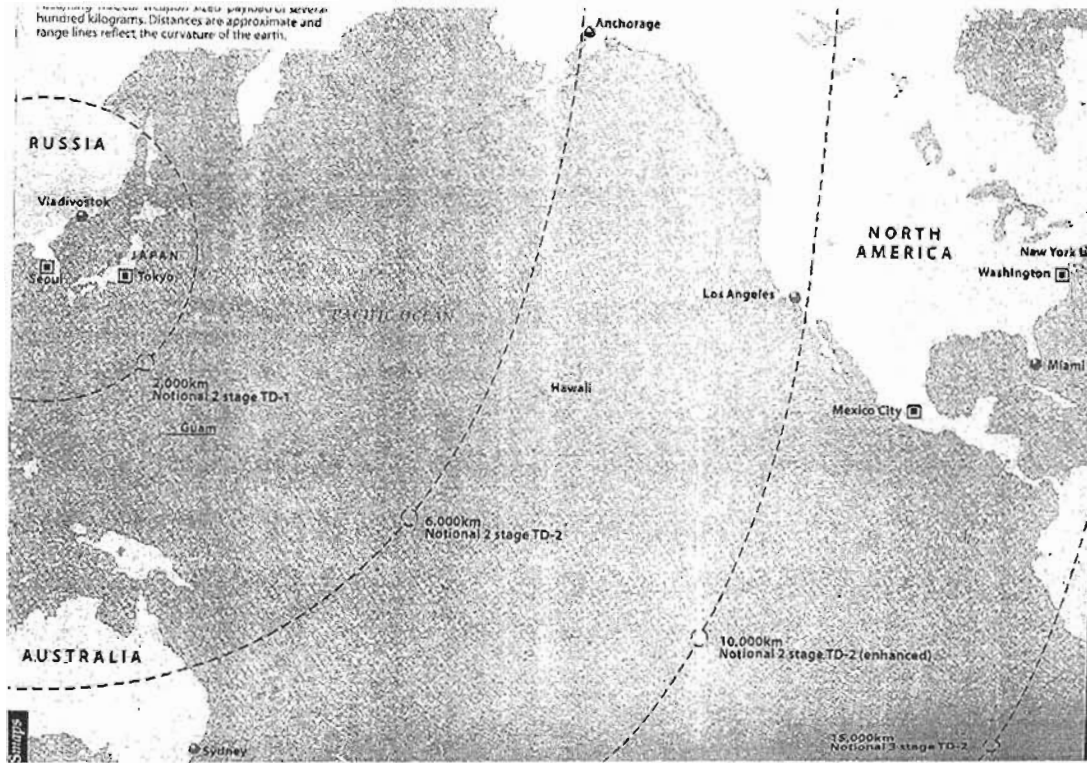 hundred kilograms. Distances are approximate and
range lines reflect the curvature of the earth.
Anchorage
RUSSIA
Vladivostok
JAPAN
Seoul
Tokyo
PACIFIC OCEAN
NORTH
AMERICA
New York
Washington
Los Angeles
Miami
2,000km
Notional 2 stage TD-1
Hawaii
Guam
Mexico City
6,000km
Notional 2 stage TD-2
10,000km
Notional 2 stage TD-2 (enhanced)
AUSTRALIA
Sydney
15,000km
Notional 3 stage TD-2
maps